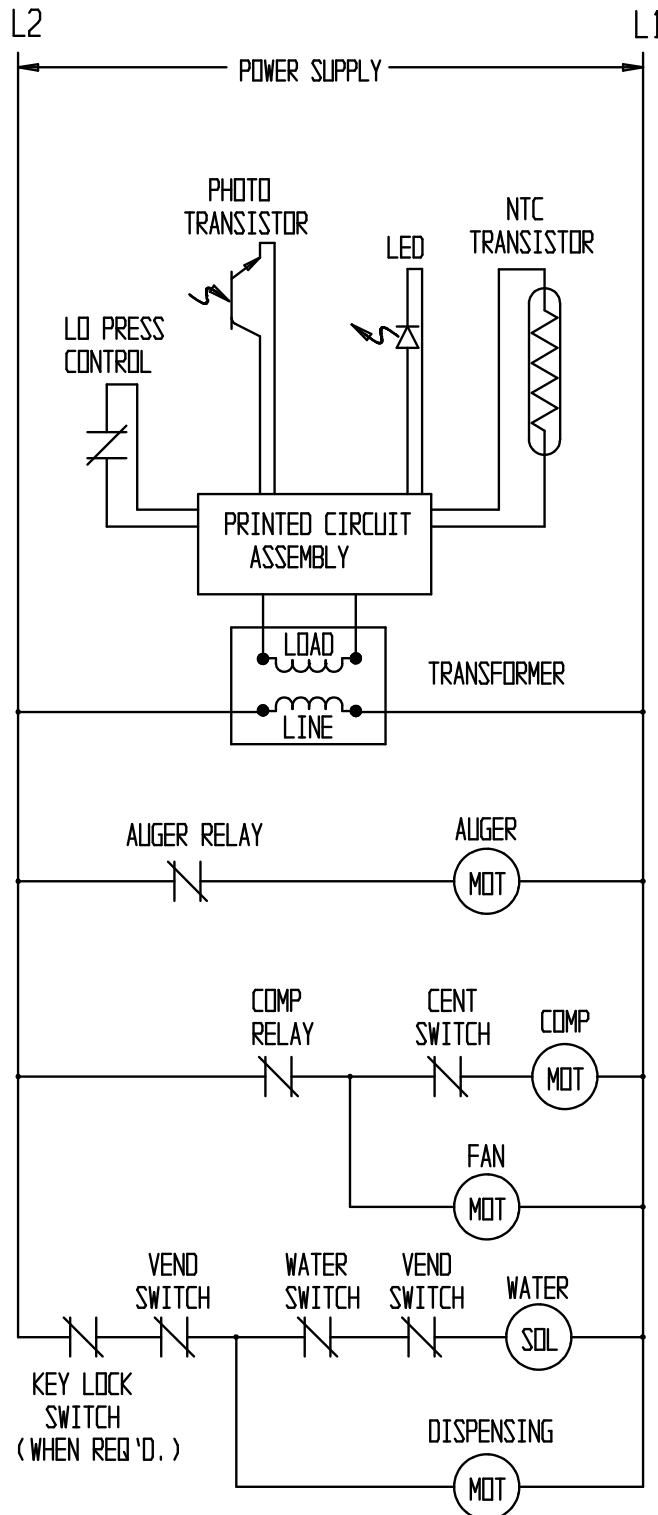 L2
L1
POWER SUPPLY
PHOTO
TRANSISTOR
NTC
TRANSISTOR
LED
LO PRESS
CONTROL
PRINTED CIRCUIT
ASSEMBLY
LOAD
TRANSFORMER
LINE
AUGER RELAY
AUGER
MOT
COMP
RELAY
CENT
SWITCH
COMP
MOT
FAN
MOT
VEND
SWITCH
WATER
SWITCH
VEND
SWITCH
WATER
SOL
KEY LOCK
SWITCH
(WHEN REQ'D.)
DISPENSING
MOT